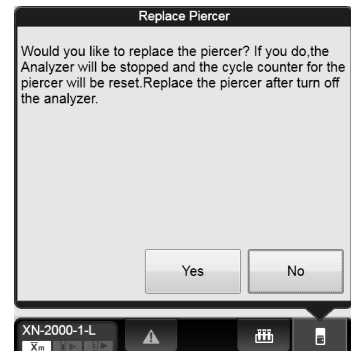 Replace Piercer
Would you like to replace the piercer? If you do,the
Analyzer will be stopped and the cycle counter for the
piercer will be reset.Replace the piercer after turn off
the analyzer.
Yes
No
XN-2000-1-L
Xm